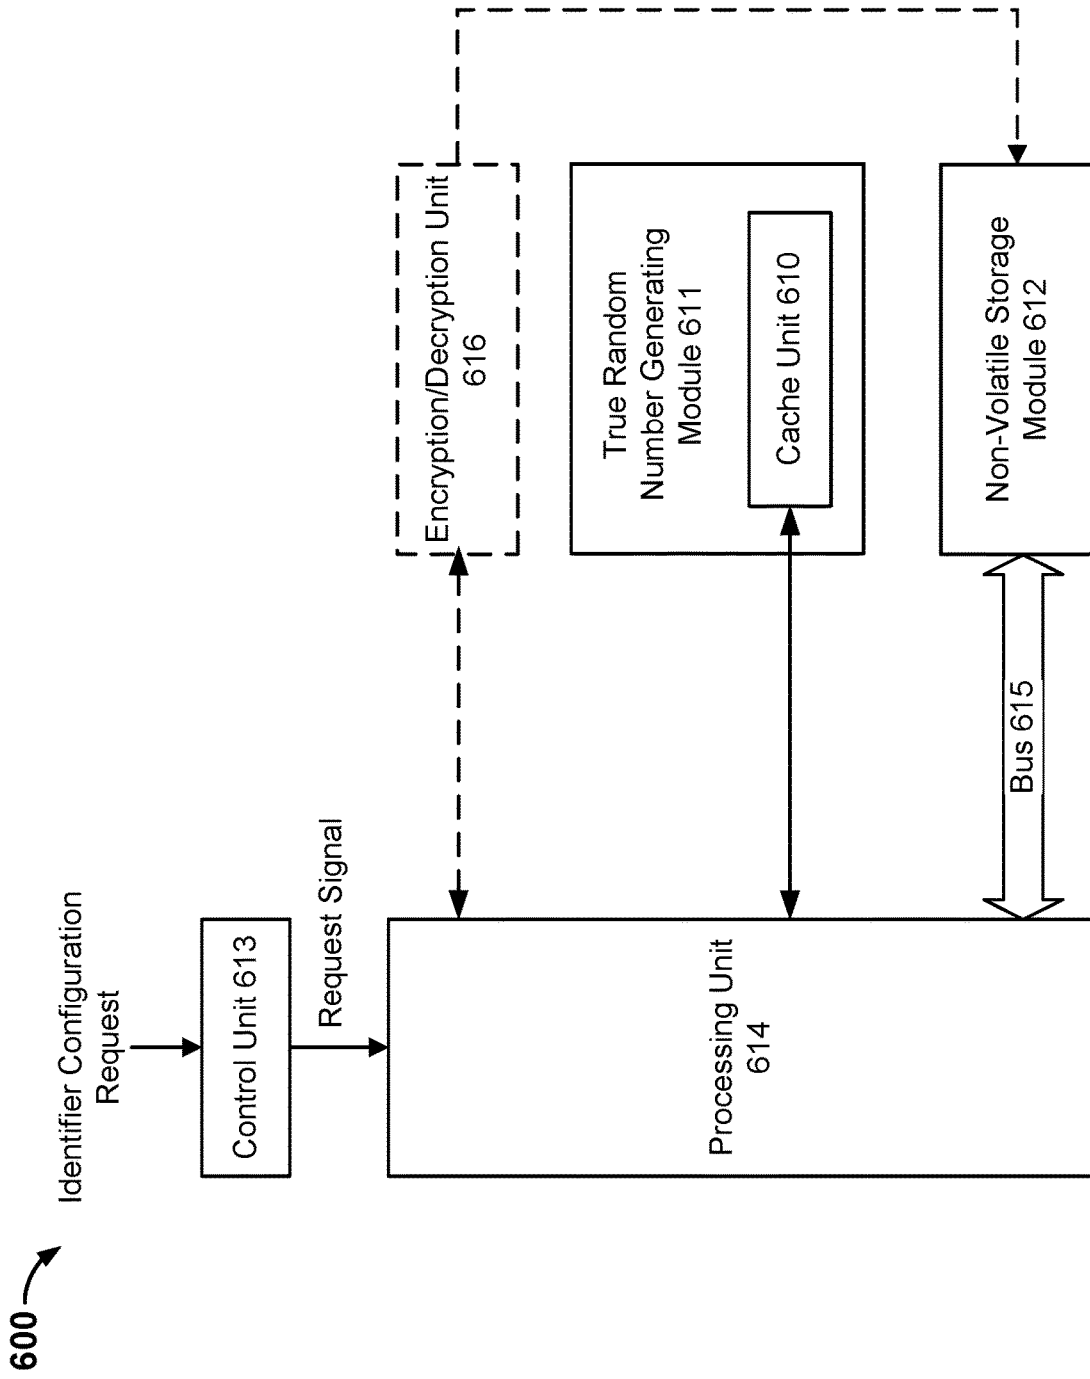 600
Identifier Configuration
Request
Control Unit 613
Request Signal
Processing Unit
614
Encryption/Decryption Unit
616
True Random
Number Generating
Module 611
Cache Unit 610
Bus 615
Non-Volatile Storage
Module 612